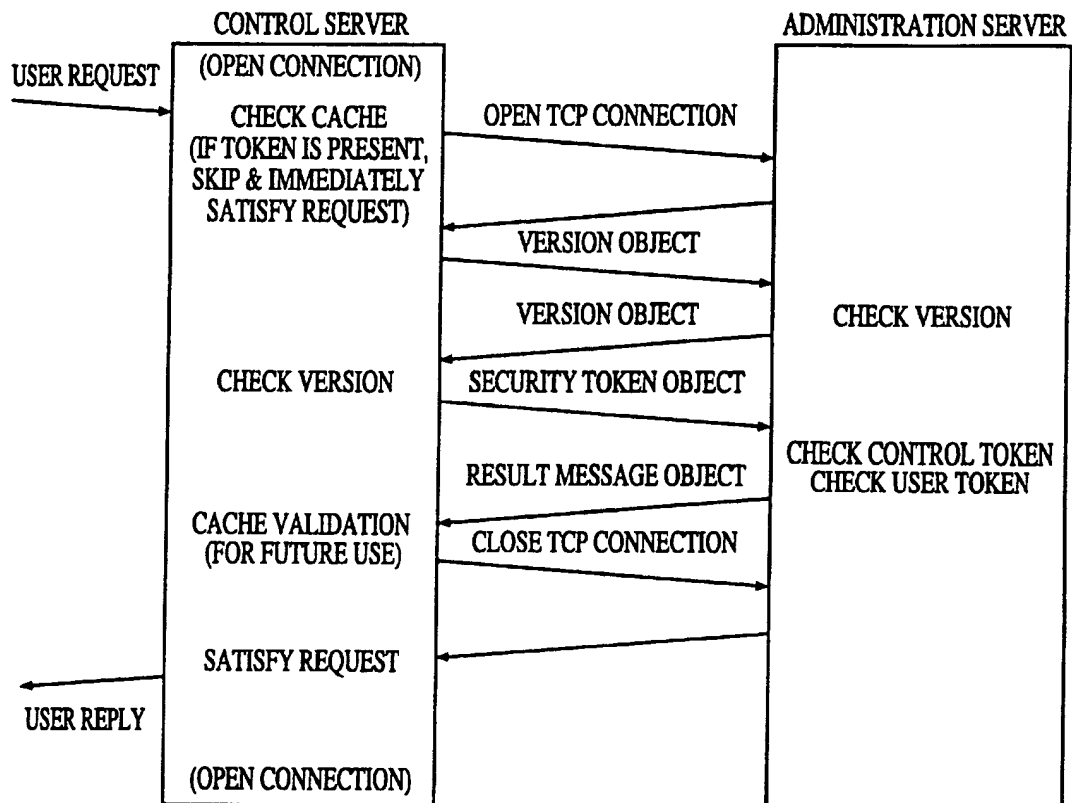 CONTROL SERVER
ADMINISTRATION SERVER
(OPEN CONNECTION)
USER REQUEST
CHECK CACHE
(IF TOKEN IS PRESENT,
SKIP & IMMEDIATELY
SATISFY REQUEST)
OPEN TCP CONNECTION
VERSION OBJECT
VERSION OBJECT
CHECK VERSION
CHECK VERSION
SECURITY TOKEN OBJECT
CHECK CONTROL TOKEN
CHECK USER TOKEN
RESULT MESSAGE OBJECT
CACHE VALIDATION
(FOR FUTURE USE)
CLOSE TCP CONNECTION
SATISFY REQUEST
USER REPLY
(OPEN CONNECTION)